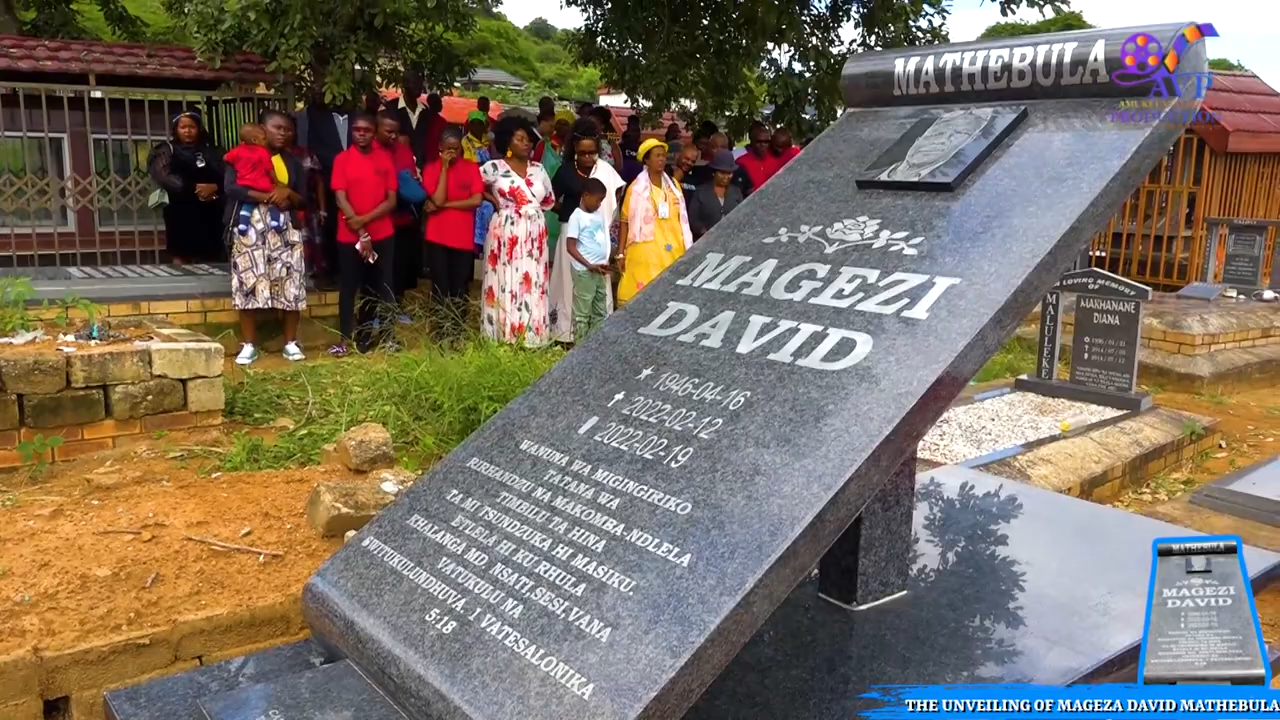 MATHEBULA
AVP
PRODUCTION
MAGEZI
DAVID
1946-04-16
2022-02-12
2022-02-19
WANUNA WA MIGINGIRIKO
TATANA WA
RIRHANDZU NA MAKOMBA-NDLELA
TIMBILU TA HINA
TA MI TSUNDZUKA HI MASIKU.
ETLELA HI KU RHULA
KHALANGA MD. NSATI, SESI, VANA
VATUKULU NA
SWITUKULUNDHUVA. 1 VATESALONIKA
5:18
IN LOVING MEMORY
OF
MALULEKE
MAKHANANE
DIANA
MATHEBULA
MAGEZI
DAVID
THE UNVEILING OF MAGEZA DAVID MATHEBULA